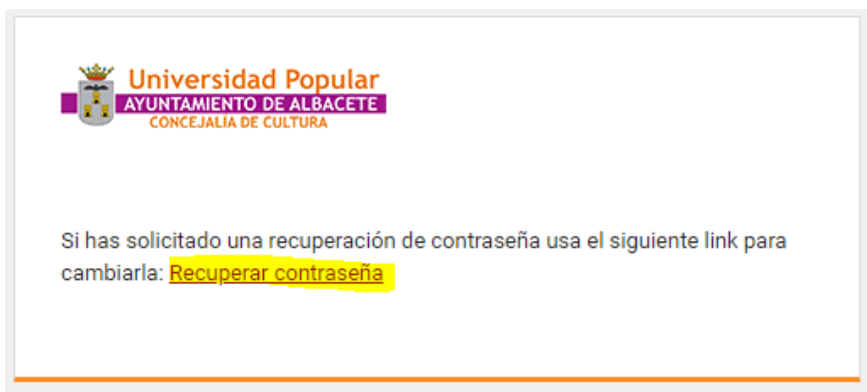 Universidad Popular
AYUNTAMIENTO DE ALBACETE
CONCEJALÍA DE CULTURA
Si has solicitado una recuperación de contraseña usa el siguiente link para
cambiarla: Recuperar contraseña